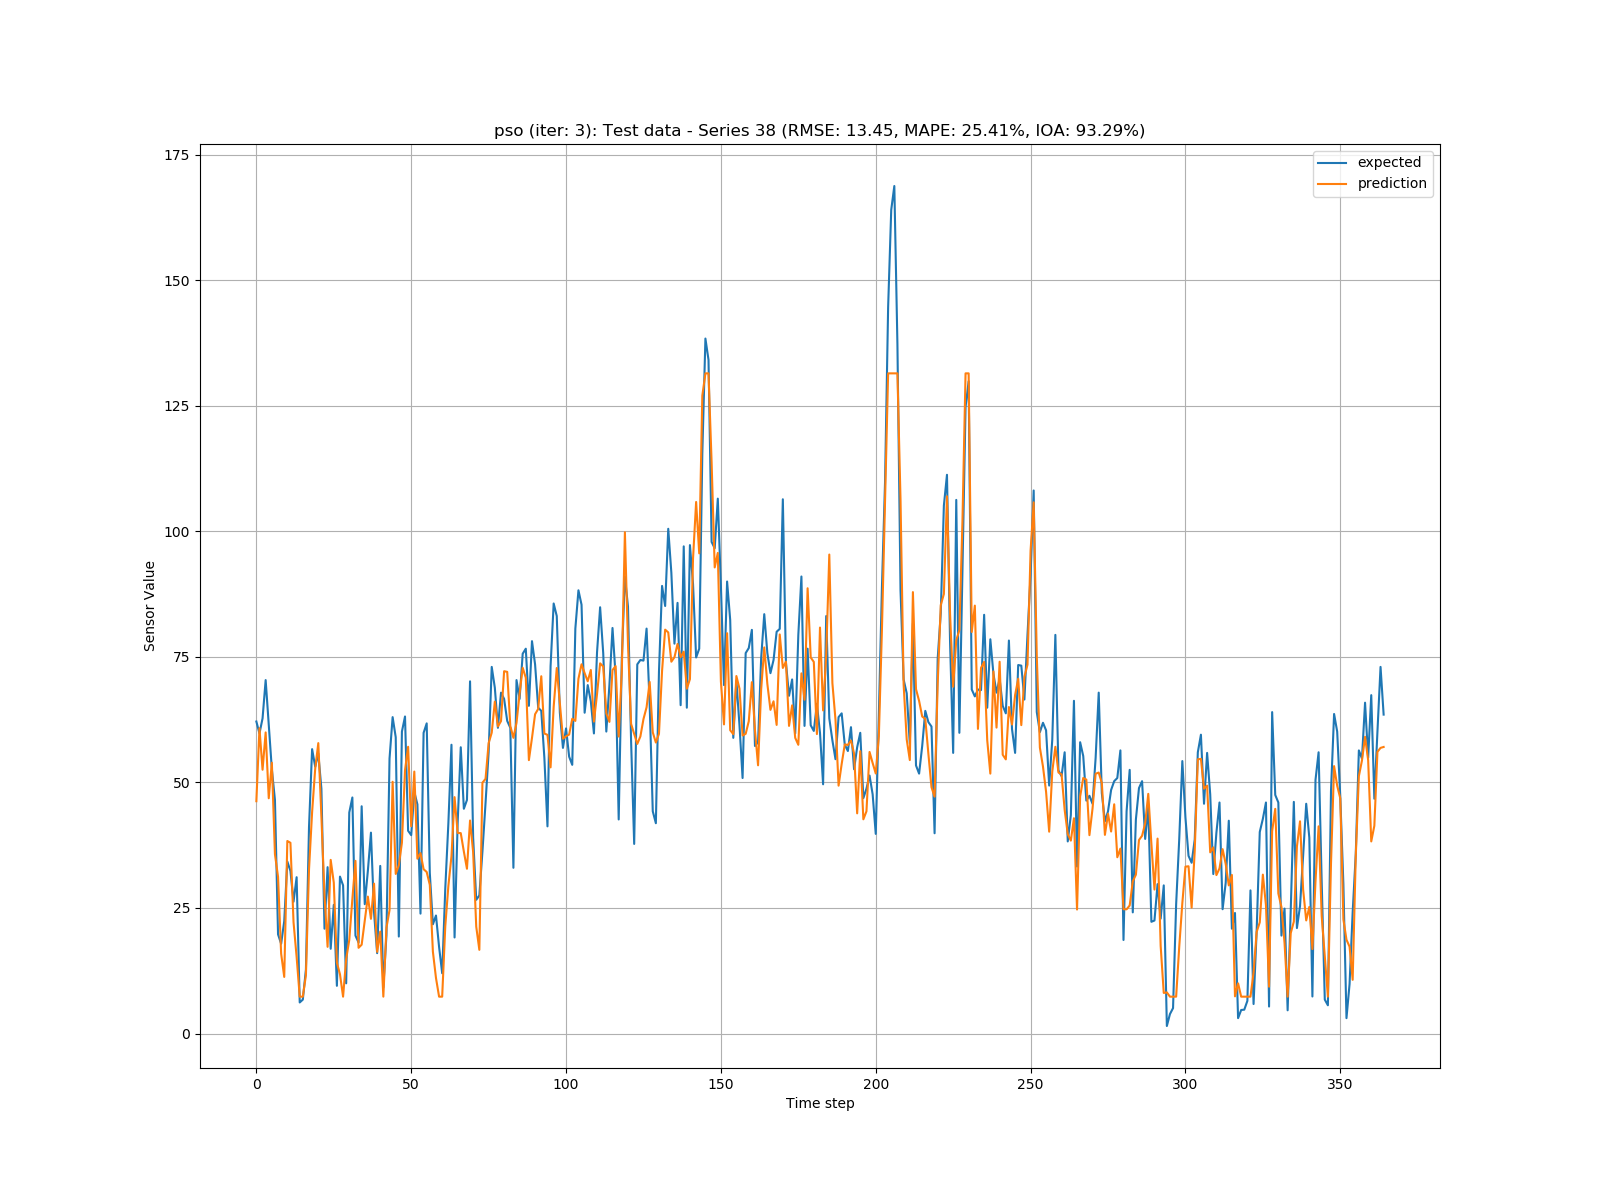 pso (iter: 3): Test data - Series 38 (RMSE: 13.45, MAPE: 25.41%, IOA: 93.29%)
expected
prediction
Sensor Value
175
150
125
100
75
50
25
0
0 50 100 150 200 250 300 350
Time step